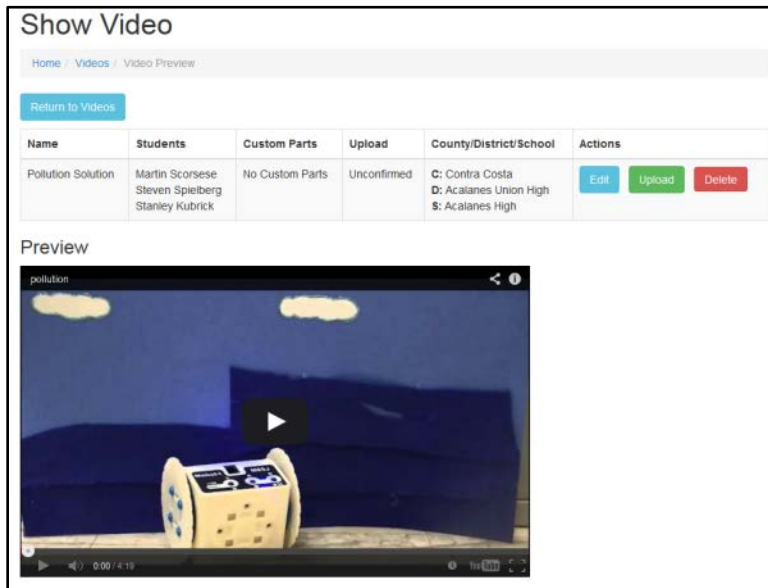 Show Video
Home / Videos / Video Preview
Return to Videos
Name Students Custom Parts Upload County/District/School Actions
Pollution Solution Martin Scorsese No Custom Parts Unconfirmed C: Contra Costa Edit Upload Delete
Steven Spielberg D: Acalanes Union High
Stanley Kubrick S: Acalanes High
Preview
pollution
0:00 / 4:19 YouTube